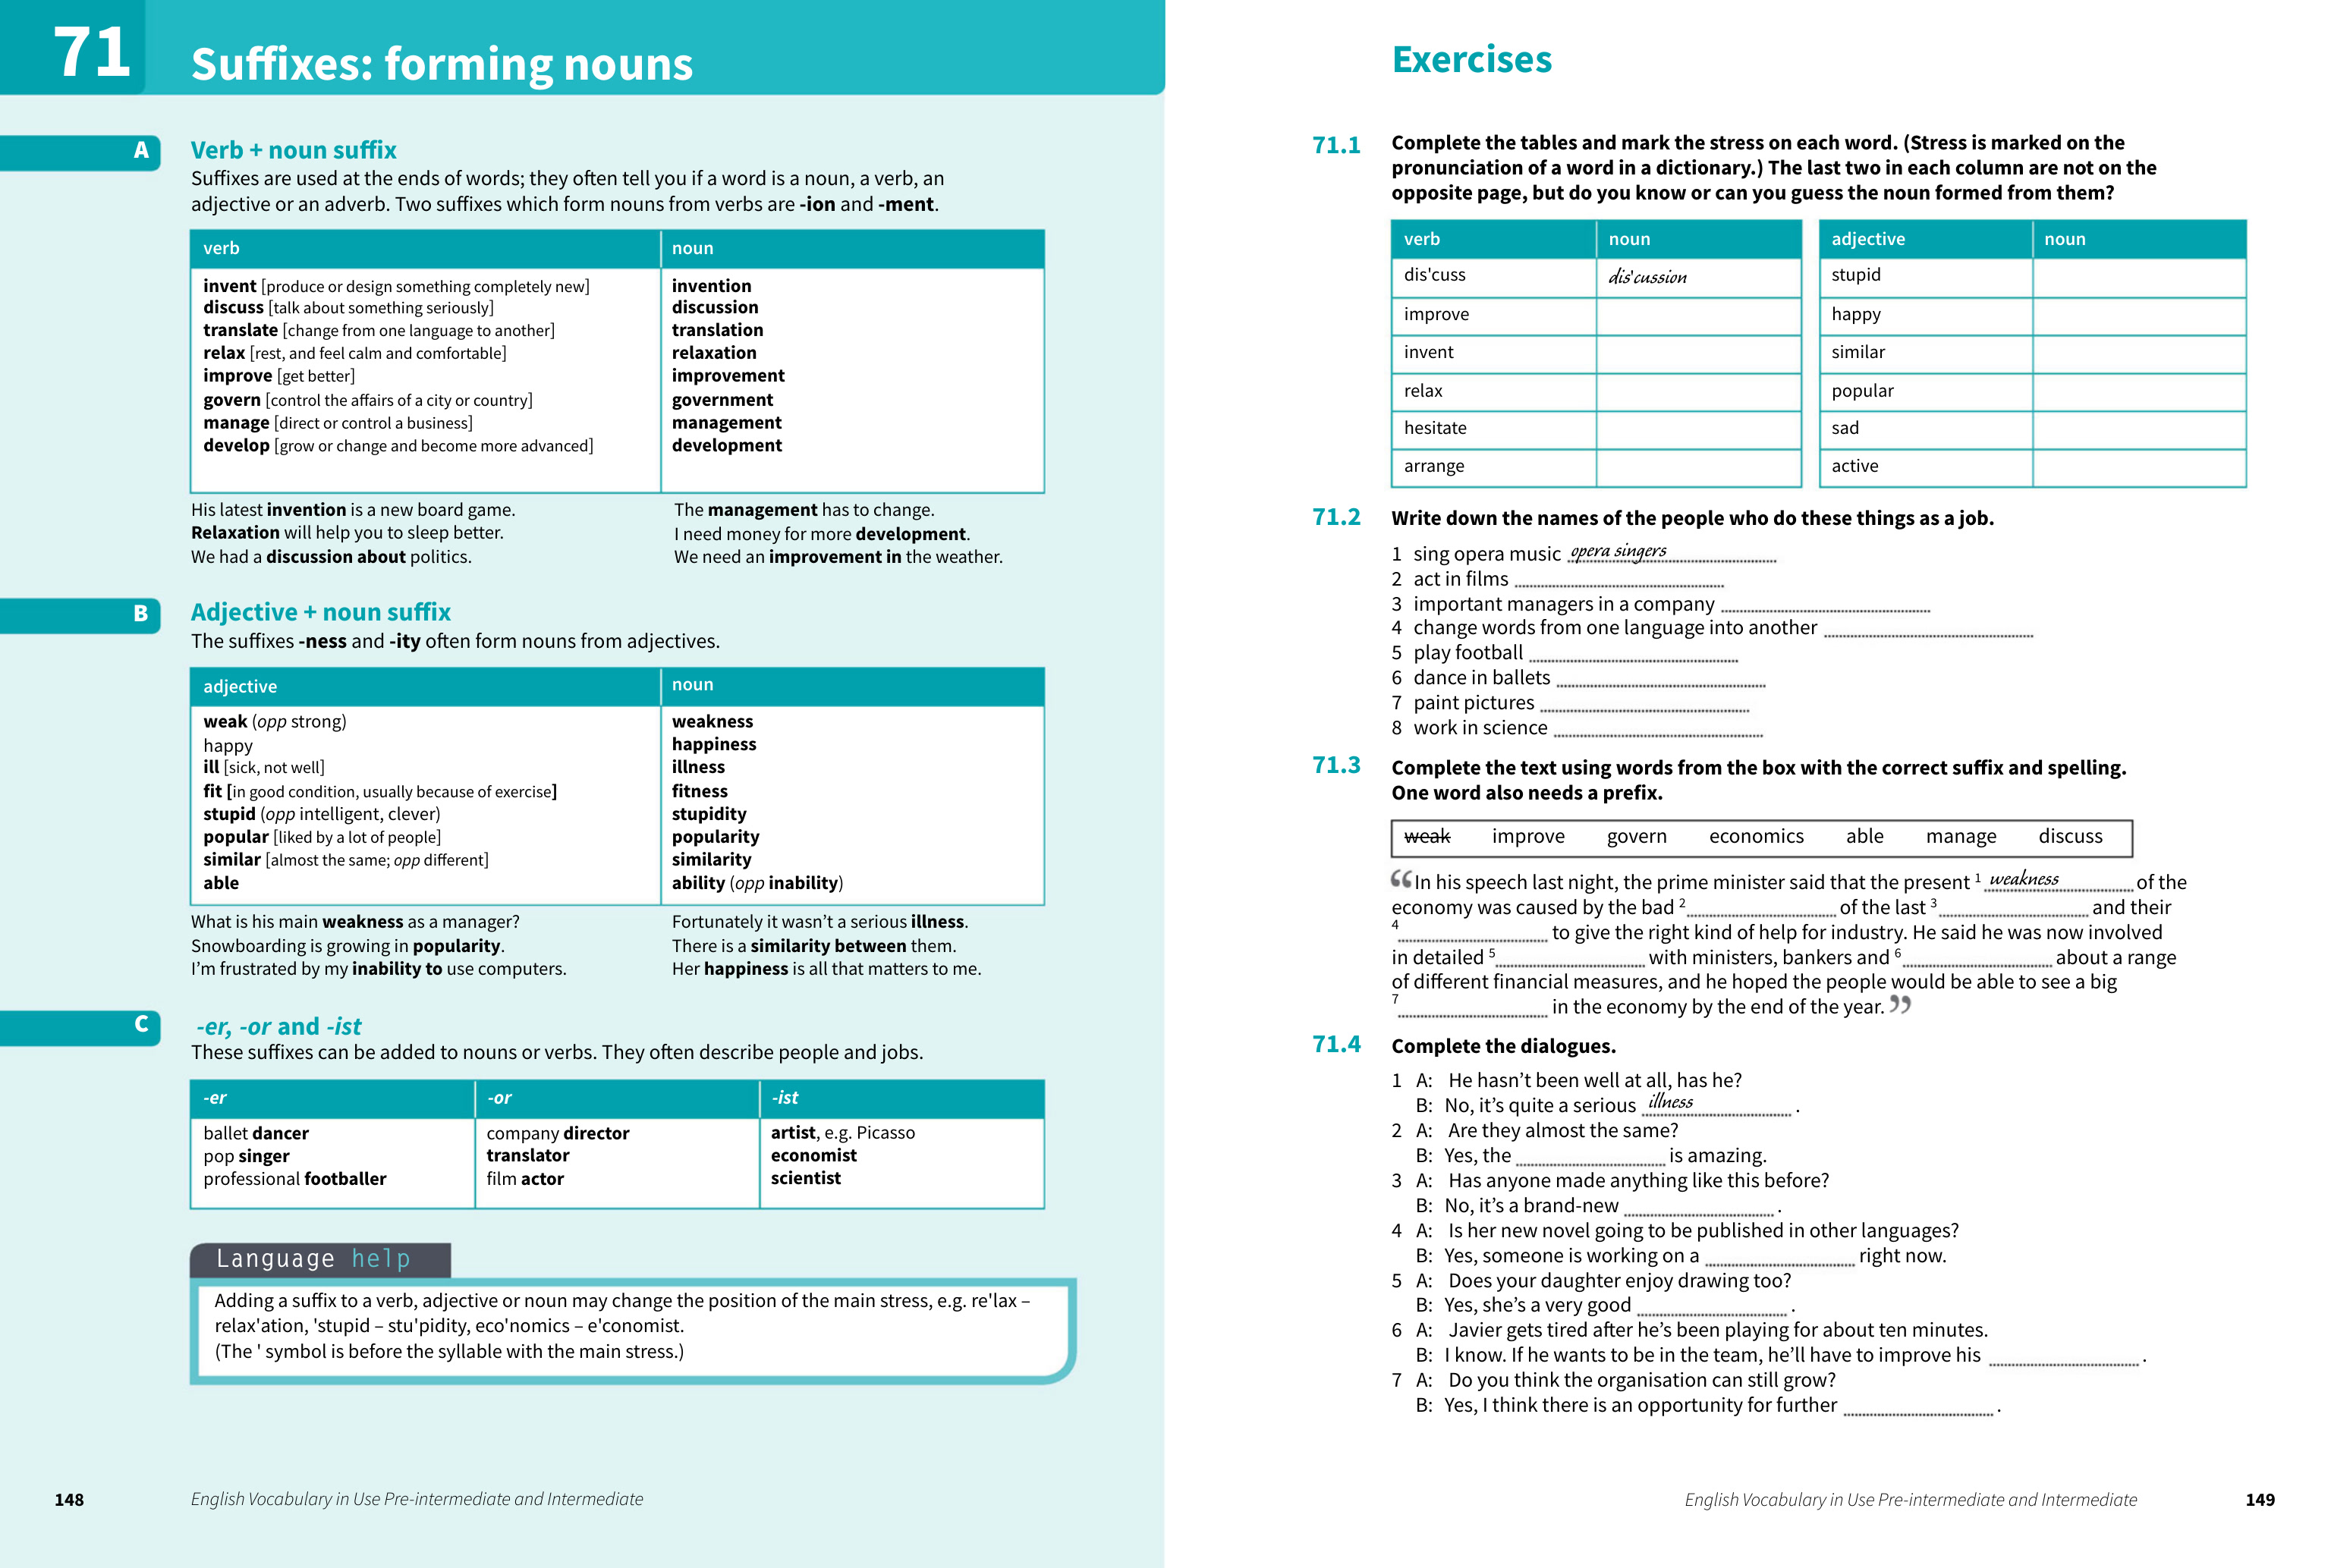 71
Suffixes: forming nouns
A
Verb + noun suffix
Suffixes are used at the ends of words; they often tell you if a word is a noun, a verb, an
adjective or an adverb. Two suffixes which form nouns from verbs are -ion and -ment.
verb noun
invent [produce or design something completely new] invention
discuss [talk about something seriously] discussion
translate [change from one language to another] translation
relax [rest, and feel calm and comfortable] relaxation
improve [get better] improvement
govern [control the affairs of a city or country] government
manage [direct or control a business] management
develop [grow or change and become more advanced] development
His latest invention is a new board game. The management has to change.
Relaxation will help you to sleep better. I need money for more development.
We had a discussion about politics. We need an improvement in the weather.
B
Adjective + noun suffix
The suffixes -ness and -ity often form nouns from adjectives.
adjective noun
weak (opp strong) weakness
happy happiness
ill [sick, not well] illness
fit [in good condition, usually because of exercise] fitness
stupid (opp intelligent, clever) stupidity
popular [liked by a lot of people] popularity
similar [almost the same; opp different] similarity
able ability (opp inability)
What is his main weakness as a manager? Fortunately it wasn't a serious illness.
Snowboarding is growing in popularity. There is a similarity between them.
I'm frustrated by my inability to use computers. Her happiness is all that matters to me.
C
-er, -or and -ist
These suffixes can be added to nouns or verbs. They often describe people and jobs.
-er -or -ist
ballet dancer company director artist, e.g. Picasso
pop singer translator economist
professional footballer film actor scientist
Language help
Adding a suffix to a verb, adjective or noun may change the position of the main stress, e.g. re'lax –
relax'ation, 'stupid – stu'pidity, eco'nomics – e'conomist.
(The ' symbol is before the syllable with the main stress.)
148 English Vocabulary in Use Pre-intermediate and Intermediate
Exercises
71.1 Complete the tables and mark the stress on each word. (Stress is marked on the
pronunciation of a word in a dictionary.) The last two in each column are not on the
opposite page, but do you know or can you guess the noun formed from them?
verb noun adjective noun
dis'cuss dis'cussion stupid
improve happy
invent similar
relax popular
hesitate sad
arrange active
71.2 Write down the names of the people who do these things as a job.
1 sing opera music opera singers
2 act in films
3 important managers in a company
4 change words from one language into another
5 play football
6 dance in ballets
7 paint pictures
8 work in science
71.3 Complete the text using words from the box with the correct suffix and spelling.
One word also needs a prefix.
weak improve govern economics able manage discuss
“In his speech last night, the prime minister said that the present 1 weakness of the
economy was caused by the bad 2 of the last 3 and their
4 to give the right kind of help for industry. He said he was now involved
in detailed 5 with ministers, bankers and 6 about a range
of different financial measures, and he hoped the people would be able to see a big
7 in the economy by the end of the year.”
71.4 Complete the dialogues.
1 A: He hasn't been well at all, has he?
B: No, it's quite a serious illness .
2 A: Are they almost the same?
B: Yes, the is amazing.
3 A: Has anyone made anything like this before?
B: No, it's a brand-new .
4 A: Is her new novel going to be published in other languages?
B: Yes, someone is working on a right now.
5 A: Does your daughter enjoy drawing too?
B: Yes, she's a very good .
6 A: Javier gets tired after he's been playing for about ten minutes.
B: I know. If he wants to be in the team, he'll have to improve his .
7 A: Do you think the organisation can still grow?
B: Yes, I think there is an opportunity for further .
English Vocabulary in Use Pre-intermediate and Intermediate 149